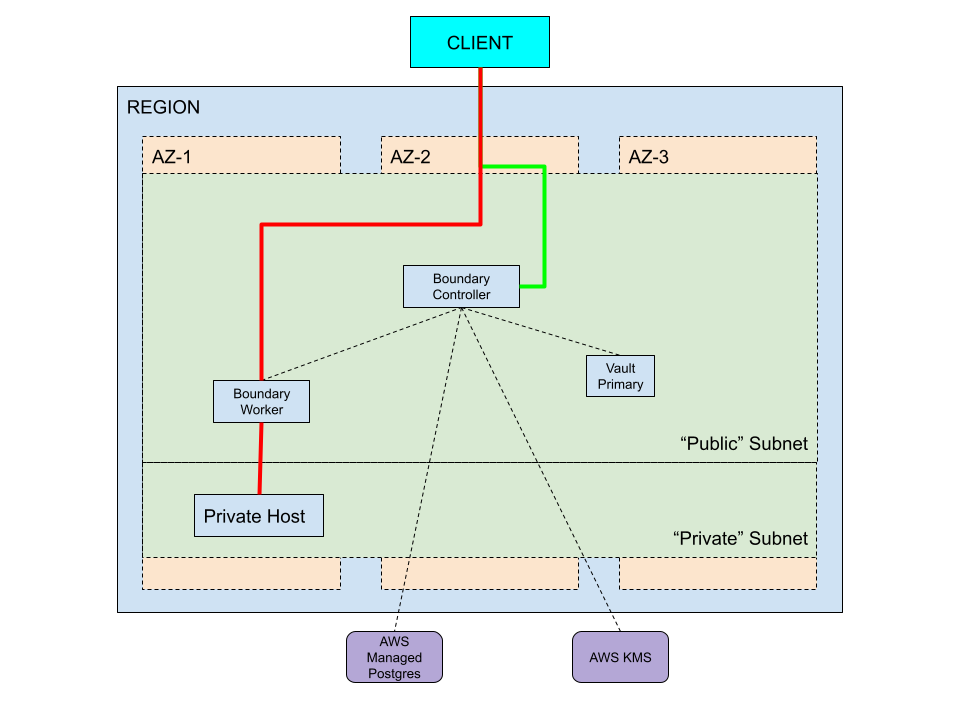 CLIENT
REGION
AZ-1
AZ-2
AZ-3
Boundary
Controller
Vault
Primary
Boundary
Worker
“Public” Subnet
Private Host
“Private” Subnet
AWS
Managed
Postgres
AWS KMS